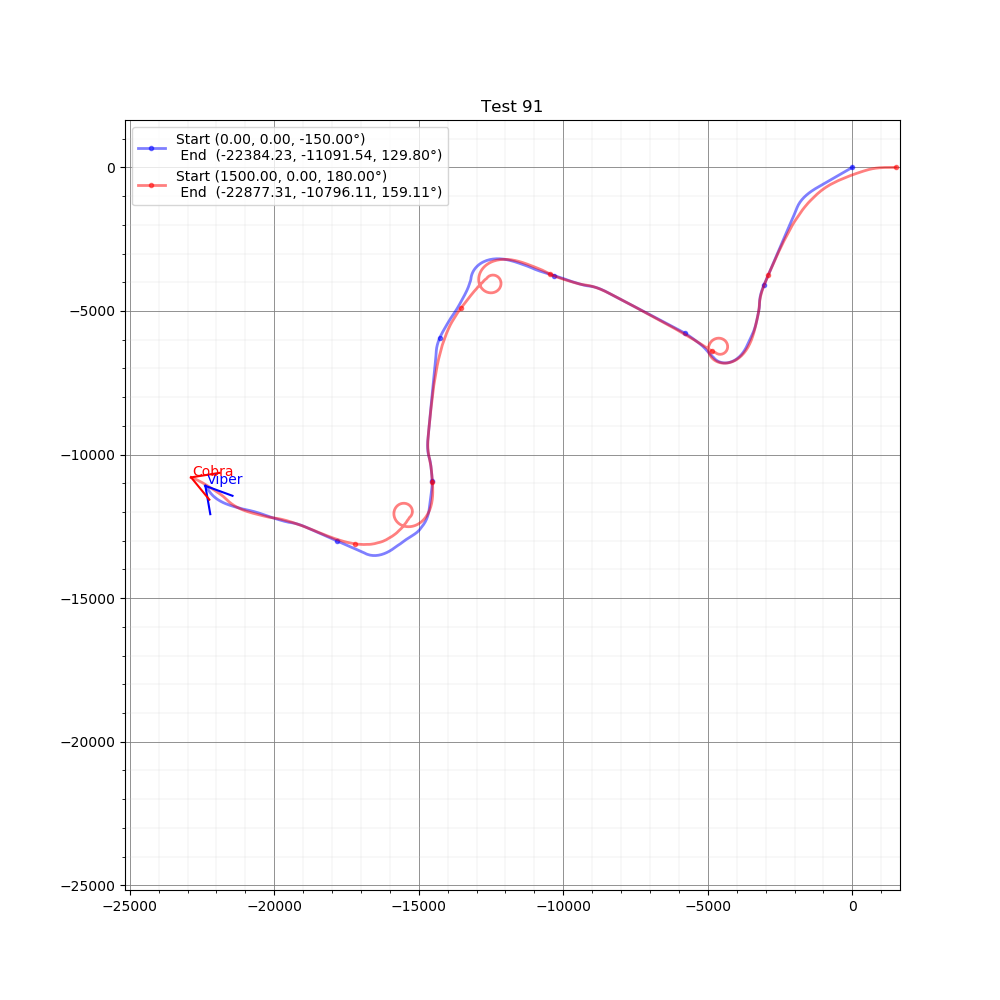 Test 91
Start (0.00, 0.00, -150.00°)
End  (-22384.23, -11091.54, 129.80°)
Start (1500.00, 0.00, 180.00°)
End  (-22877.31, -10796.11, 159.11°)
0
−5000
−10000
−15000
−20000
−25000
Cobra
Viper
−25000 −20000 −15000 −10000 −5000 0